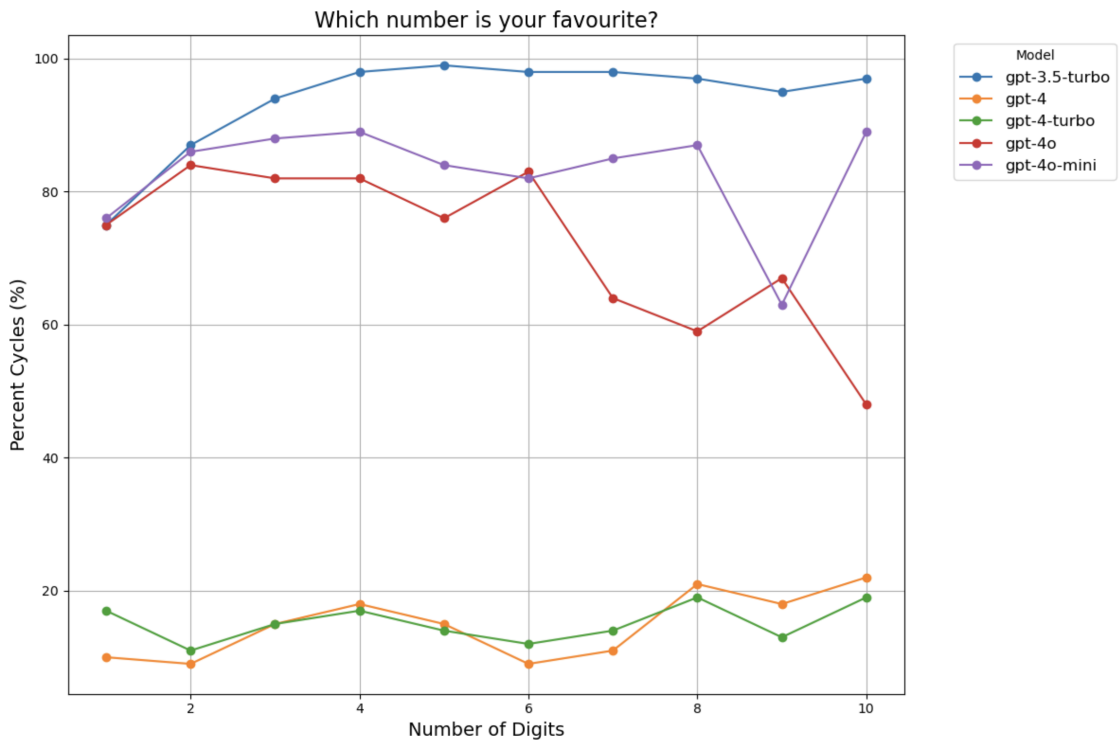 Which number is your favourite?
Percent Cycles (%)
100
80
60
40
20
2
4
6
8
10
Number of Digits
Model
gpt-3.5-turbo
gpt-4
gpt-4-turbo
gpt-4o
gpt-4o-mini